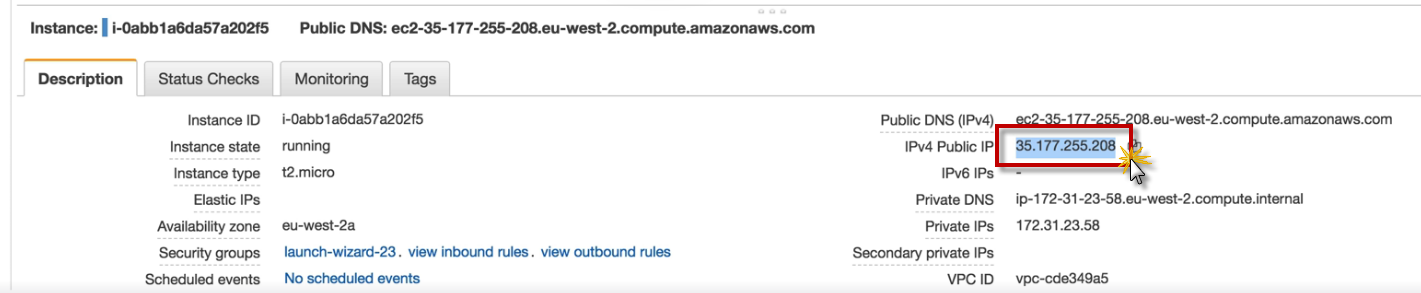 Instance: i-0abb1a6da57a202f5 Public DNS: ec2-35-177-255-208.eu-west-2.compute.amazonaws.com
Description Status Checks Monitoring Tags
Instance ID i-0abb1a6da57a202f5 Public DNS (IPv4) ec2-35-177-255-208.eu-west-2.compute.amazonaws.com
Instance state running IPv4 Public IP 35.177.255.208
Instance type t2.micro IPv6 IPs -
Elastic IPs Private DNS ip-172-31-23-58.eu-west-2.compute.internal
Availability zone eu-west-2a Private IPs 172.31.23.58
Security groups launch-wizard-23. view inbound rules. view outbound rules Secondary private IPs
Scheduled events No scheduled events VPC ID vpc-cde349a5